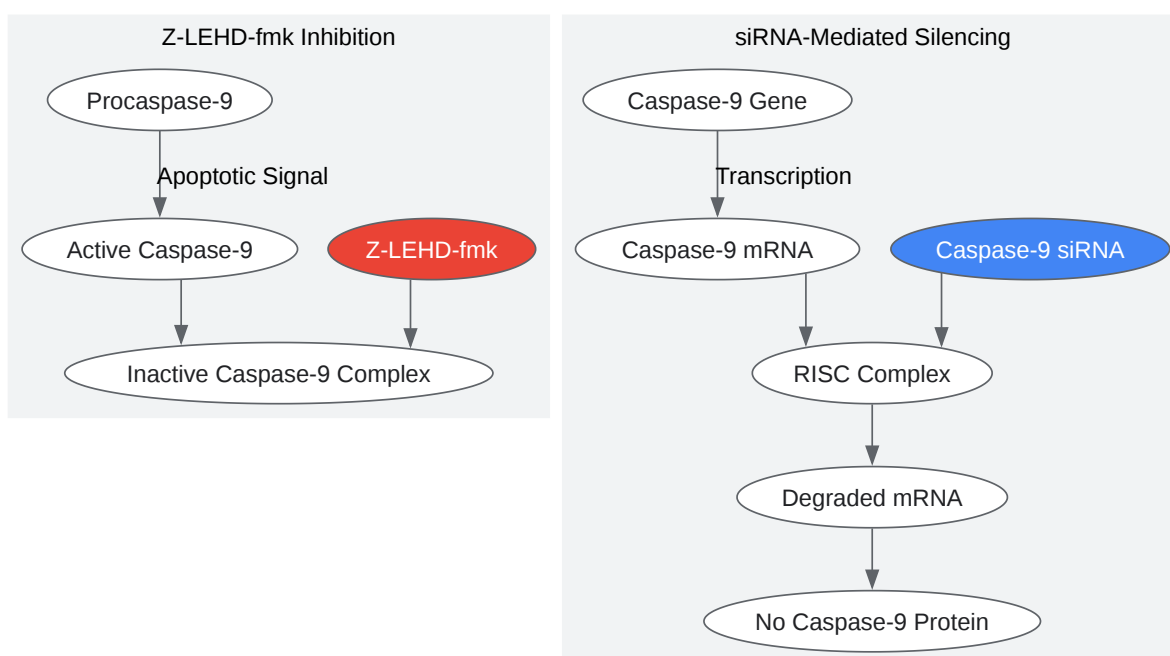 Z-LEHD-fmk Inhibition
Procaspase-9
Apoptotic Signal
Active Caspase-9
Z-LEHD-fmk
Inactive Caspase-9 Complex
siRNA-Mediated Silencing
Caspase-9 Gene
Transcription
Caspase-9 mRNA
Caspase-9 siRNA
RISC Complex
Degraded mRNA
No Caspase-9 Protein